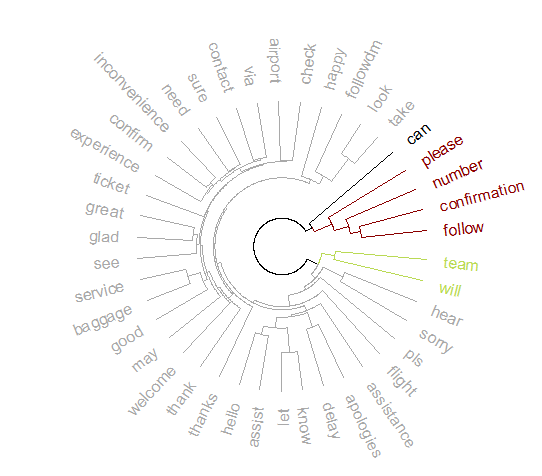 can
please
number
confirmation
follow
team
will
hear
sorry
pls
flight
assistance
apologies
delay
know
let
assist
hello
thanks
thank
welcome
may
good
baggage
service
see
glad
great
ticket
experience
confirm
inconvenience
need
sure
contact
via
airport
check
happy
followdm
look
take